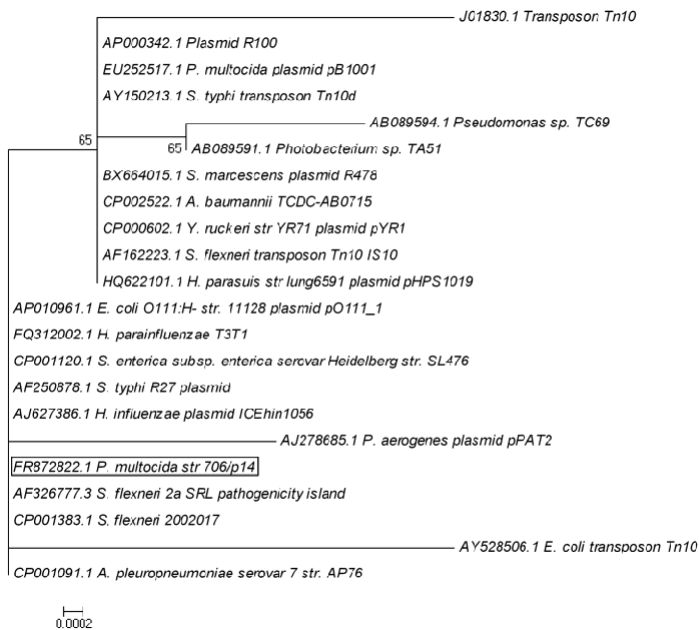 J01830.1 Transposon Tn10
AP000342.1 Plasmid R100
EU252517.1 P. multocida plasmid pB1001
AY150213.1 S. typhi transposon Tn10d
AB089594.1 Pseudomonas sp. TC69
65
65 AB089591.1 Photobacterium sp. TA51
BX664015.1 S. marcescens plasmid R478
CP002522.1 A. baumannii TCDC-AB0715
CP000602.1 Y. ruckeri str YR71 plasmid pYR1
AF162223.1 S. flexneri transposon Tn10 IS10
HQ622101.1 H. parasuis str lung6591 plasmid pHPS1019
AP010961.1 E. coli O111:H- str. 11128 plasmid pO111_1
FQ312002.1 H. parainfluenzae T3T1
CP001120.1 S. enterica subsp. enterica serovar Heidelberg str. SL476
AF250878.1 S. typhi R27 plasmid
AJ627386.1 H. influenzae plasmid ICEhin1056
AJ278685.1 P. aerogenes plasmid pPAT2
FR872822.1 P. multocida str 706/p14
AF326777.3 S. flexneri 2a SRL pathogenicity island
CP001383.1 S. flexneri 2002017
AY528506.1 E. coli transposon Tn10
CP001091.1 A. pleuropneumoniae serovar 7 str. AP76
0.0002